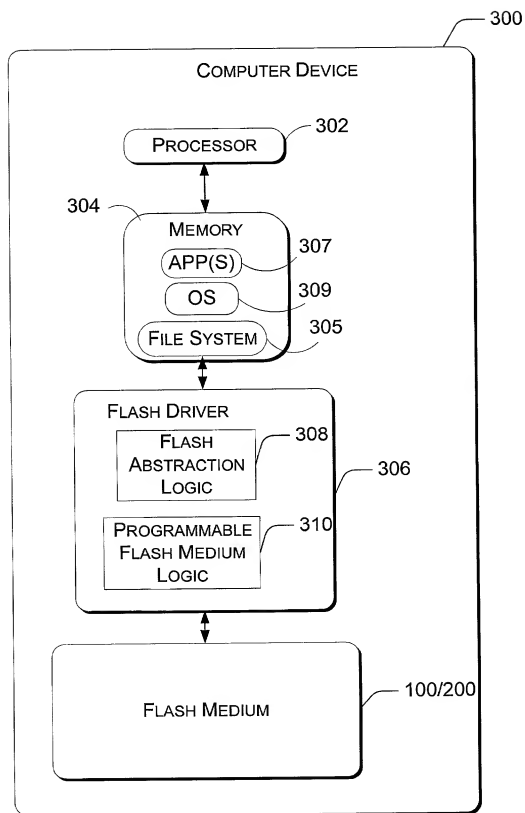 300
COMPUTER DEVICE
302
PROCESSOR
304
MEMORY
307
APP(S)
309
OS
305
FILE SYSTEM
FLASH DRIVER
308
FLASH
ABSTRACTION
LOGIC
306
310
PROGRAMMABLE
FLASH MEDIUM
LOGIC
100/200
FLASH MEDIUM